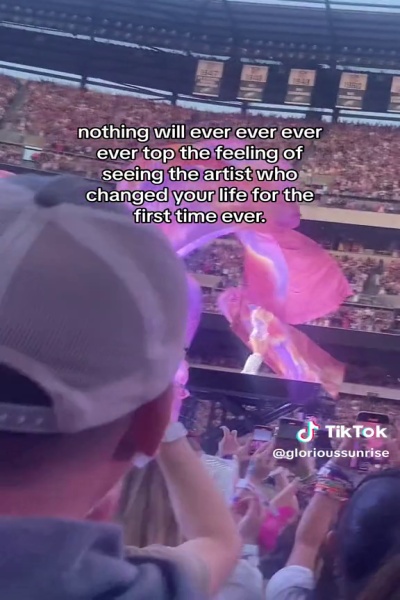 nothing will ever ever ever
ever top the feeling of
seeing the artist who
changed your life for the
first time ever.
TikTok
@glorioussunrise